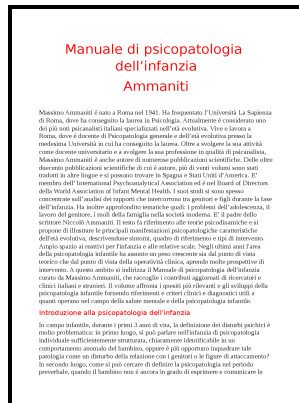 Manuale di psicopatologia
dell'infanzia
Ammaniti
Massimo Ammaniti è nato a Roma nel 1941. Ha frequentato l'Università La Sapienza
di Roma, dove ha conseguito la laurea in Psicologia. Attualmente è considerato uno
dei più noti psicanalisti italiani specializzati nell'età evolutiva. Vive e lavora a
Roma, dove è docente di Psicopatologia generale e dell'età evolutiva presso la
medesima Università in cui ha conseguito la laurea. Oltre a svolgere la sua attività
come docente universitario e a svolgere la sua professione in qualità di psicanalista,
Massimo Ammaniti è anche autore di numerose pubblicazioni scientifiche. Delle oltre
duecento pubblicazioni scientifiche di cui è autore, più di venti volumi sono stati
tradotti in altre lingue e si possono trovare in Spagna e Stati Uniti d'America. E'
membro dell' International Psychoanalytical Association ed è nel Board of Directors
della World Association of Infant Mental Health. I suoi studi si sono spesso
concentrate sull'analisi dei rapporti che intercorrono tra genitori e figli durante la fase
dell'infanzia. Ha inoltre approfondito tematiche quali: i problemi dell'adolescenza, il
lavoro del genitore, i ruoli della famiglia nella società moderna. E' il padre dello
scrittore Niccolò Ammaniti. Il testo fa riferimento alle teorie psicodinamiche e si
propone di illustrare le principali manifestazioni psicopatologiche caratteristiche
dell'età evolutiva, descrivendone sintomi, quadro di riferimento e tipi di intervento.
Ampio spazio ai reattivi per l'infanzia e alle relative scale. Negli ultimi anni l'area
della psicopatologia infantile ha assunto un peso crescente sia dal punto di vista
teorico che dal punto di vista della operatività clinica, aprendo molte prospettive di
intervento. A questo ambito si indirizza il Manuale di psicopatologia dell'infanzia
curato da Massimo Ammaniti, che raccoglie i contributi aggiornati di ricercatori e
clinici italiani e stranieri. Il volume affronta i quesiti più rilevanti e gli sviluppi della
psicopatologia infantile fornendo riferimenti e criteri clinici e diagnostici utili a
quanti operano nel campo della salute mentale e della psicopatologia infantile.
Introduzione alla psicopatologia dell'infanzia
In campo infantile, durante i primi 3 anni di vita, la definizione dei disturbi psichici è
molto problematica: in primo luogo, si può parlare nell'infanzia di psicopatologia
individuale sufficientemente strutturata, chiaramente identificabile in un
comportamento anomalo del bambino, oppure è più opportuno inquadrare tale
patologia come un disturbo della relazione con i genitori o le figure di attaccamento?
In secondo luogo, come si può cercare di definire la psicopatologia nel periodo
preverbale, quando il bambino non è ancora in grado di esprimere e comunicare le